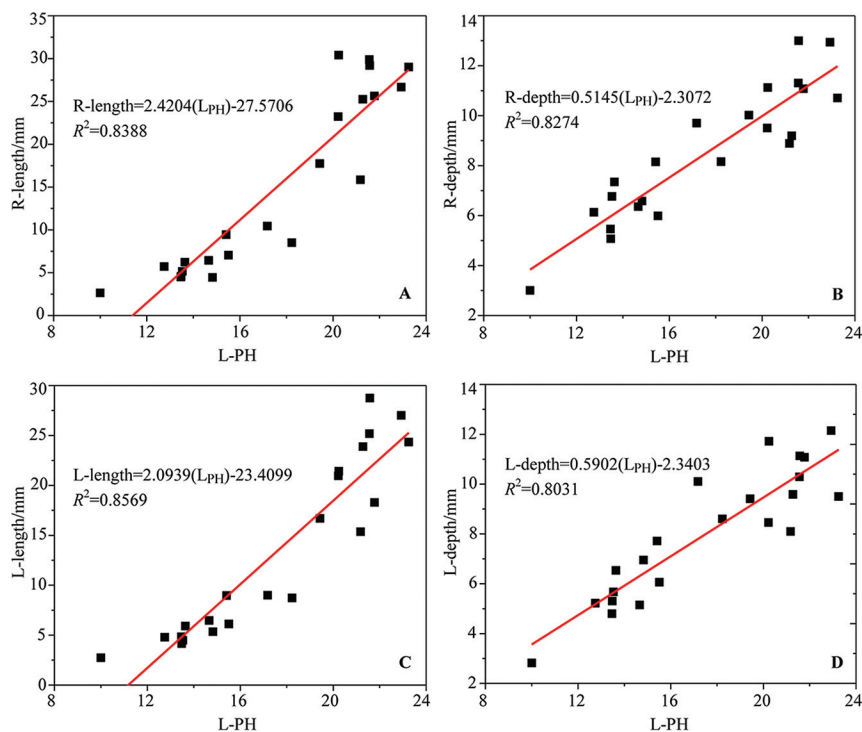 35
30
25
20
15
10
5
0
R-length/mm
R-length=2.4204(LPH)-27.5706
R²=0.8388
A
8 12 16 20 24
L-PH
14
12
10
8
6
4
2
R-depth/mm
R-depth=0.5145(LPH)-2.3072
R²=0.8274
B
8 12 16 20 24
L-PH
30
25
20
15
10
5
0
L-length/mm
L-length=2.0939(LPH)-23.4099
R²=0.8569
C
8 12 16 20 24
L-PH
14
12
10
8
6
4
2
L-depth/mm
L-depth=0.5902(LPH)-2.3403
R²=0.8031
D
8 12 16 20 24
L-PH